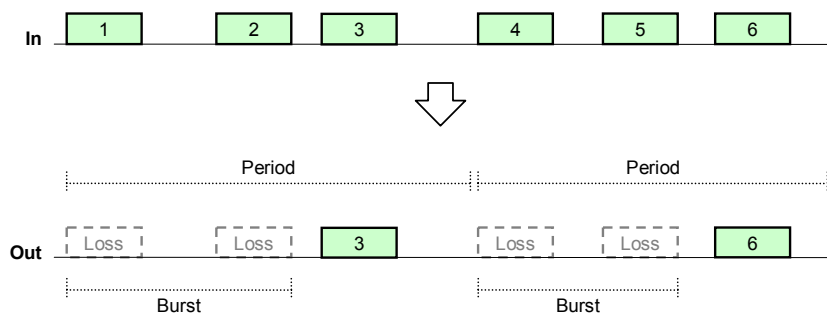 In 1 2 3 4 5 6
Period Period
Out Loss Loss 3 Loss Loss 6
Burst Burst